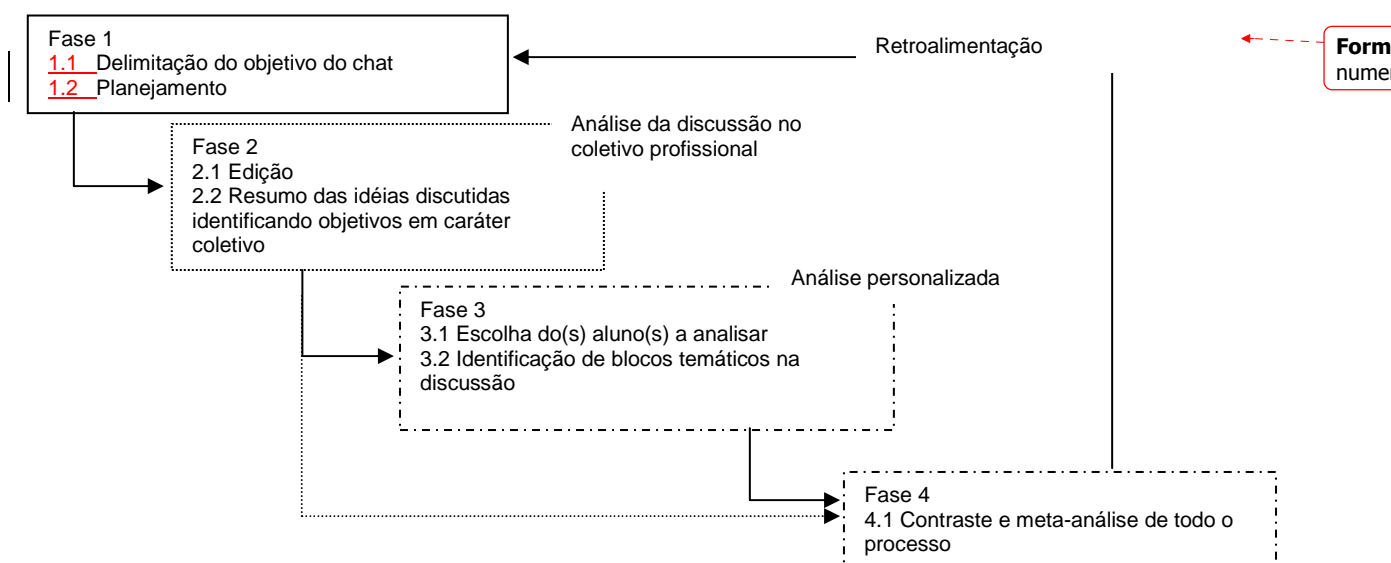 Fase 1
1.1 Delimitação do objetivo do chat
1.2 Planejamento
Retroalimentação
Form
numer
Análise da discussão no
coletivo profissional
Fase 2
2.1 Edição
2.2 Resumo das idéias discutidas
identificando objetivos em caráter
coletivo
Análise personalizada
Fase 3
3.1 Escolha do(s) aluno(s) a analisar
3.2 Identificação de blocos temáticos na
discussão
Fase 4
4.1 Contraste e meta-análise de todo o
processo